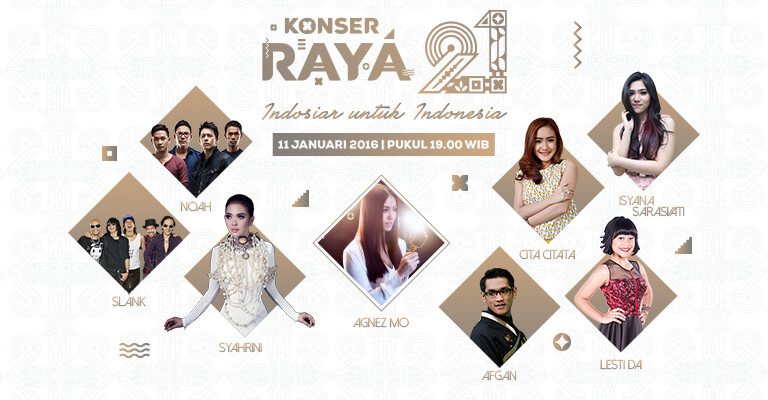 KONSER
RAYA 21
Indosiar untuk Indonesia
11 JANUARI 2016 | PUKUL 19.00 WIB
NOAH
SLANK
SYAHRINI
AGNEZ MO
CITA CITATA
ISYANA
SARASVATI
AFGAN
LESTI DA